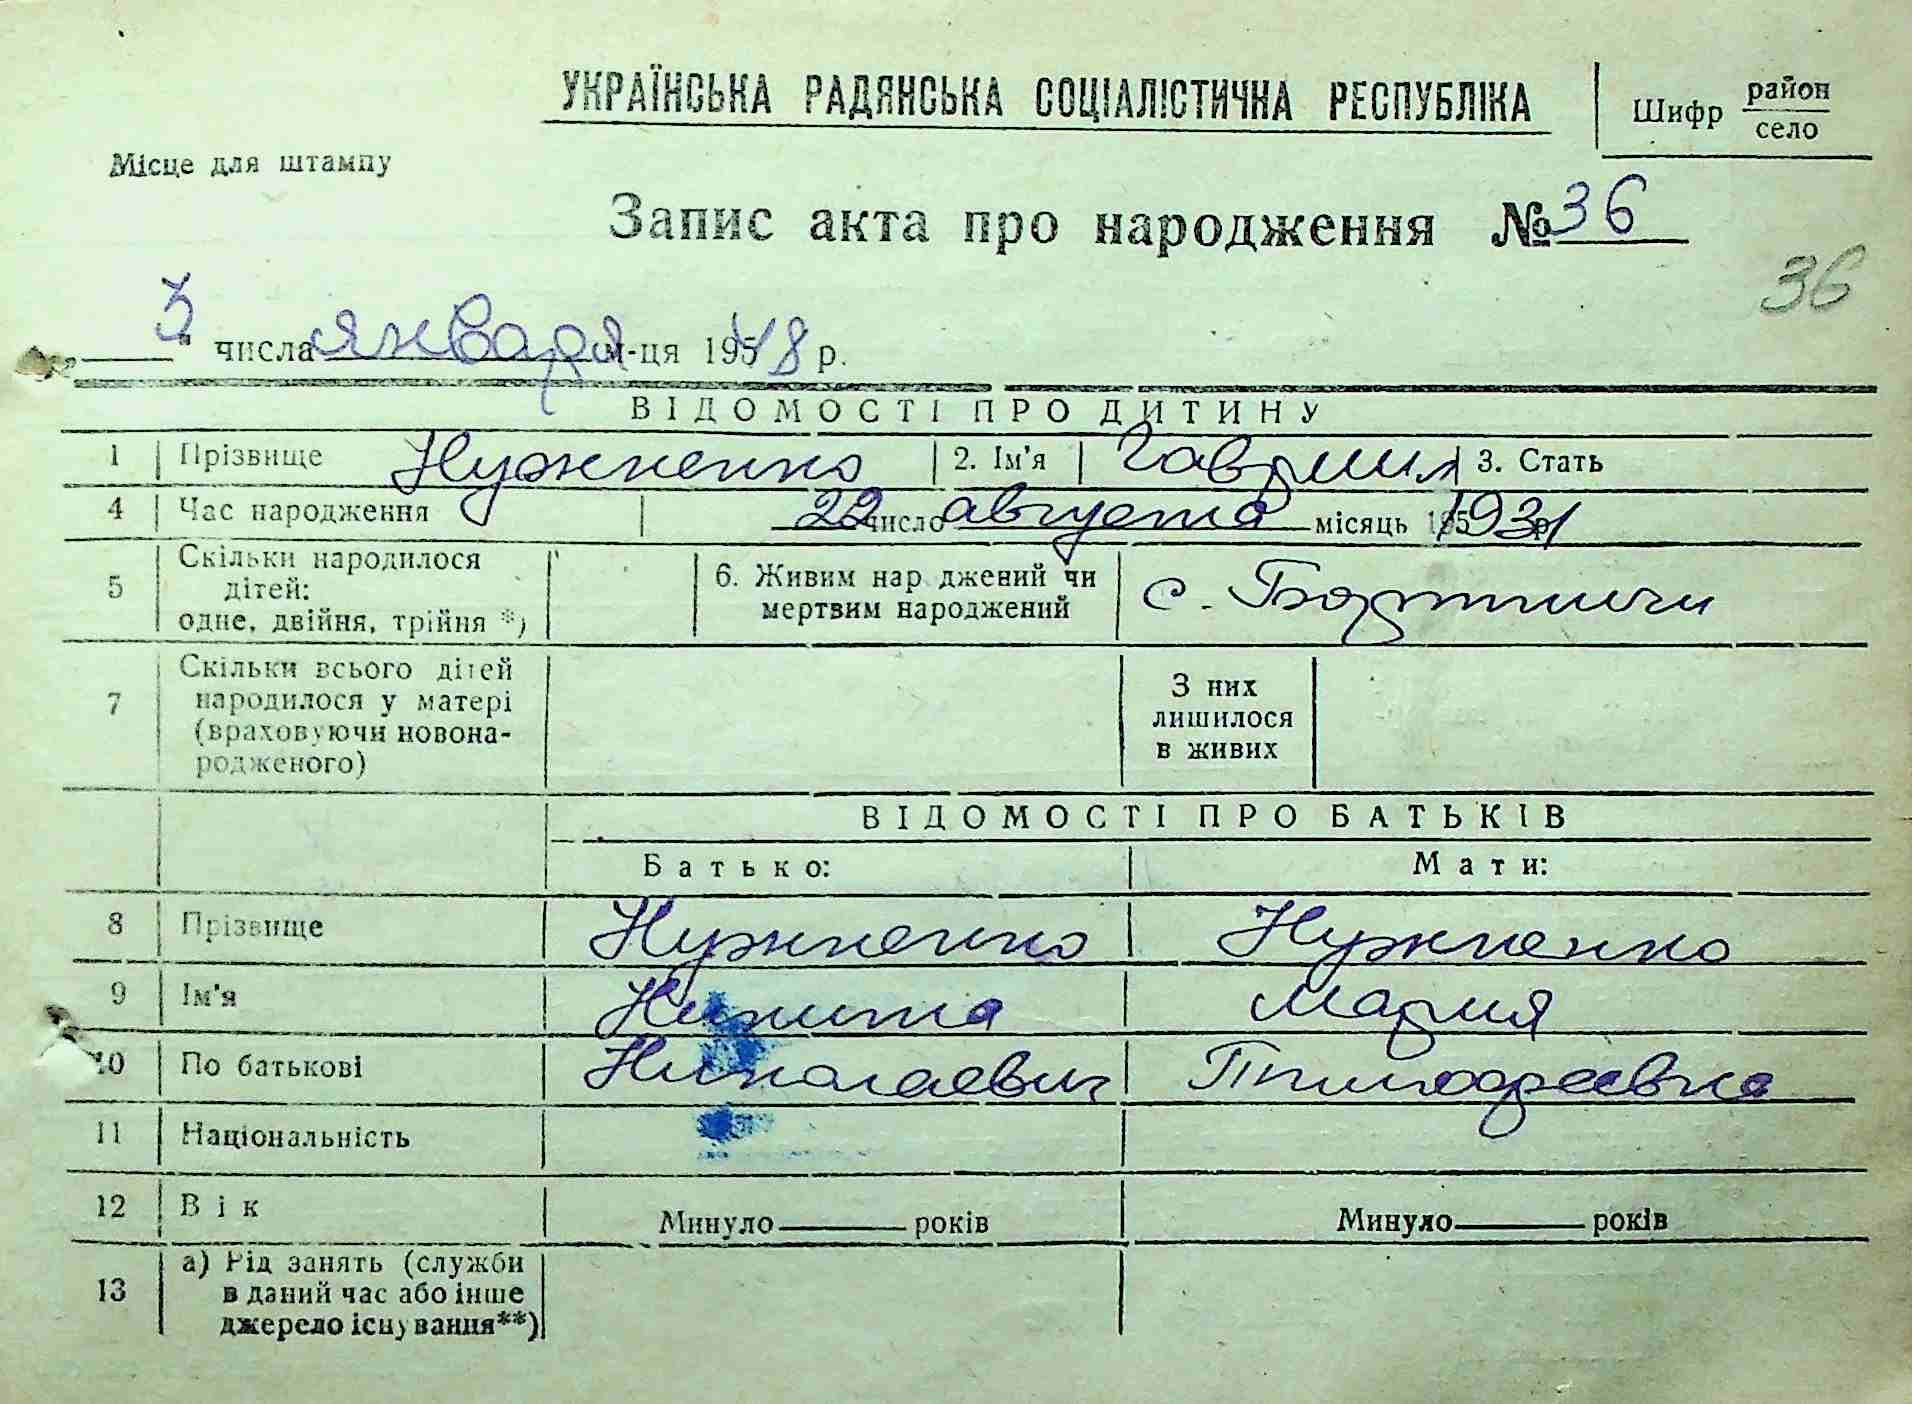 УКРАЇНСЬКА РАДЯНСЬКА СОЦІАЛІСТИЧНА РЕСПУБЛІКА
Шифр район
село
Місце для штампу
Запис акта про народження № 36
36
3 " числа января м-ця 1958 р.
ВІДОМОСТІ ПРО ДИТИНУ
1 Прізвище Нужненко 2. Ім'я Гавриил 3. Стать
4 Час народження 22 число августа місяць 1931 р
5 Скільки народилося дітей: одне, двійня, трійня *) 6. Живим нар дженний чи мертвим народжений с. Бортничи
7 Скільки всього дітей народилося у матері (враховуючи новонародженого) З них лишилося в живих
ВІДОМОСТІ ПРО БАТЬКІВ
Батько: Мати:
8 Прізвище Нужненко Нужненко
9 Ім'я Никита Мария
10 По батькові Николаевич Тимофеевна
11 Національність
12 Вік Минуло років Минуло років
13 а) Рід занять (служби в даний час або інше джерело існування**)